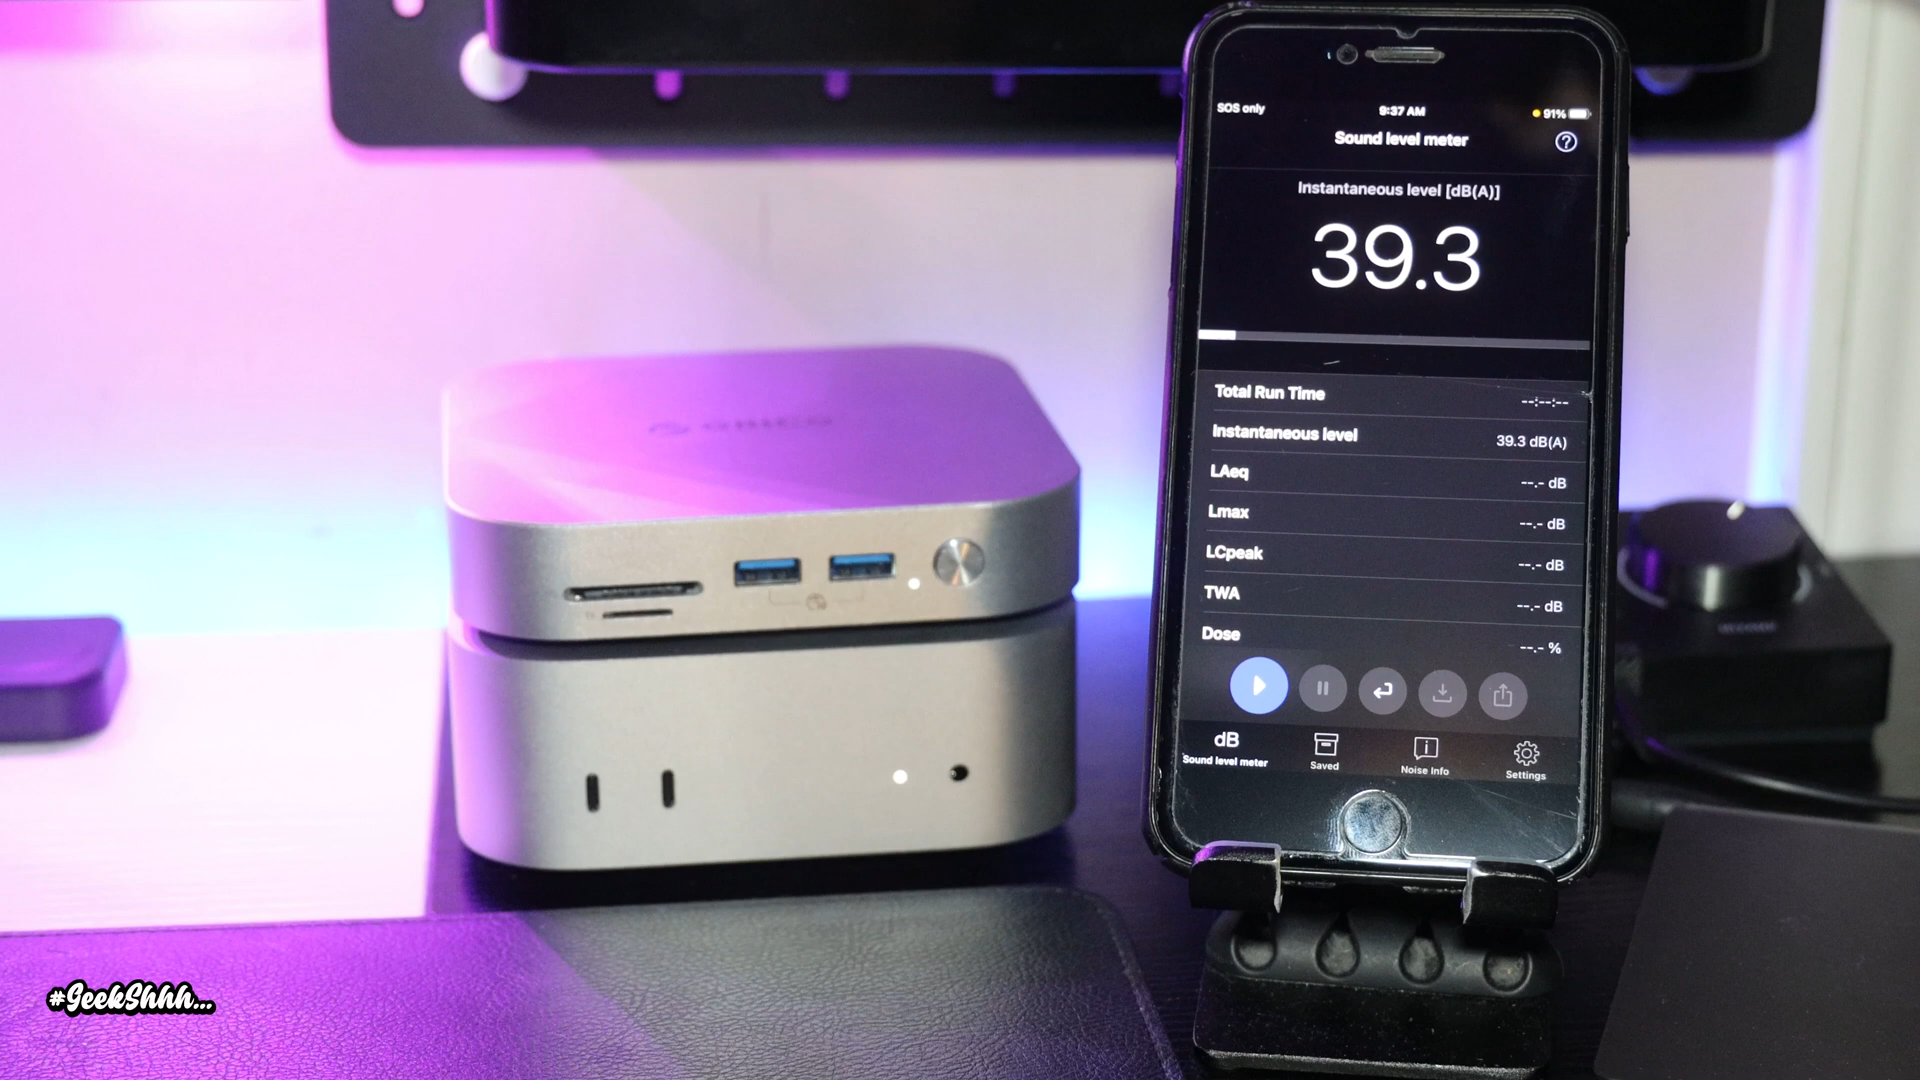 SOS only 9:37 AM 91%
Sound level meter ?
Instantaneous level [dB(A)]
39.3
Total Run Time --:--:--
Instantaneous level 39.3 dB(A)
LAeq --.- dB
Lmax --.- dB
LCpeak --.- dB
TWA --.- dB
Dose --.- %
dB
Sound level meter Saved Noise Info Settings
ORICO
#GeekShhh...